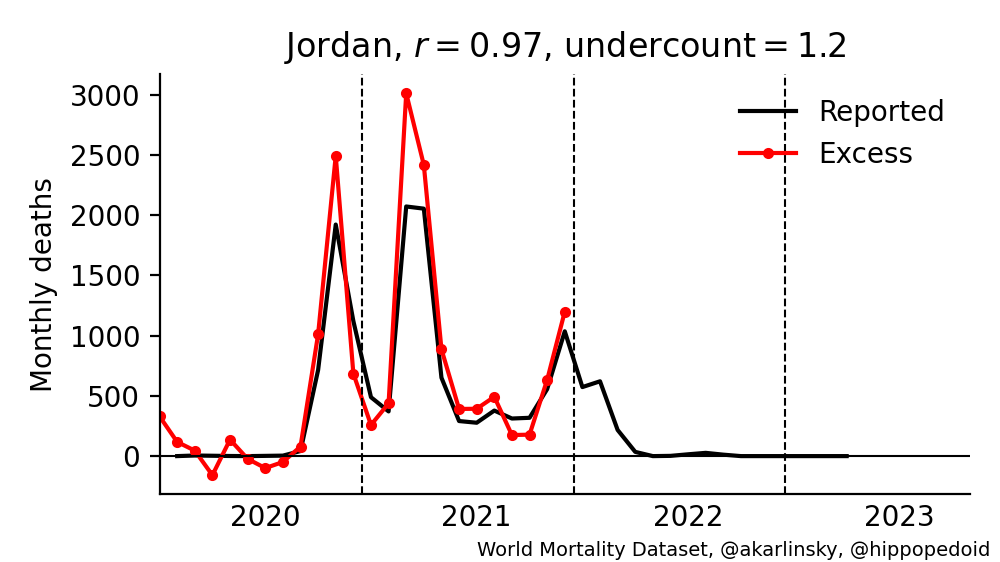 Jordan, r = 0.97, undercount = 1.2
Monthly deaths
3000
2500
2000
1500
1000
500
0
Reported
Excess
2020 2021 2022 2023
World Mortality Dataset, @akarlinsky, @hippopedoid